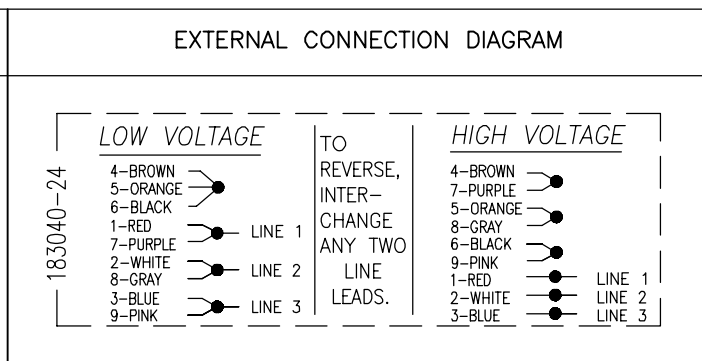 EXTERNAL CONNECTION DIAGRAM
183040-24
LOW VOLTAGE
4-BROWN
5-ORANGE
6-BLACK
1-RED
7-PURPLE
LINE 1
2-WHITE
8-GRAY
LINE 2
3-BLUE
9-PINK
LINE 3
TO
REVERSE,
INTER-
CHANGE
ANY TWO
LINE
LEADS.
HIGH VOLTAGE
4-BROWN
7-PURPLE
5-ORANGE
8-GRAY
6-BLACK
9-PINK
1-RED LINE 1
2-WHITE LINE 2
3-BLUE LINE 3